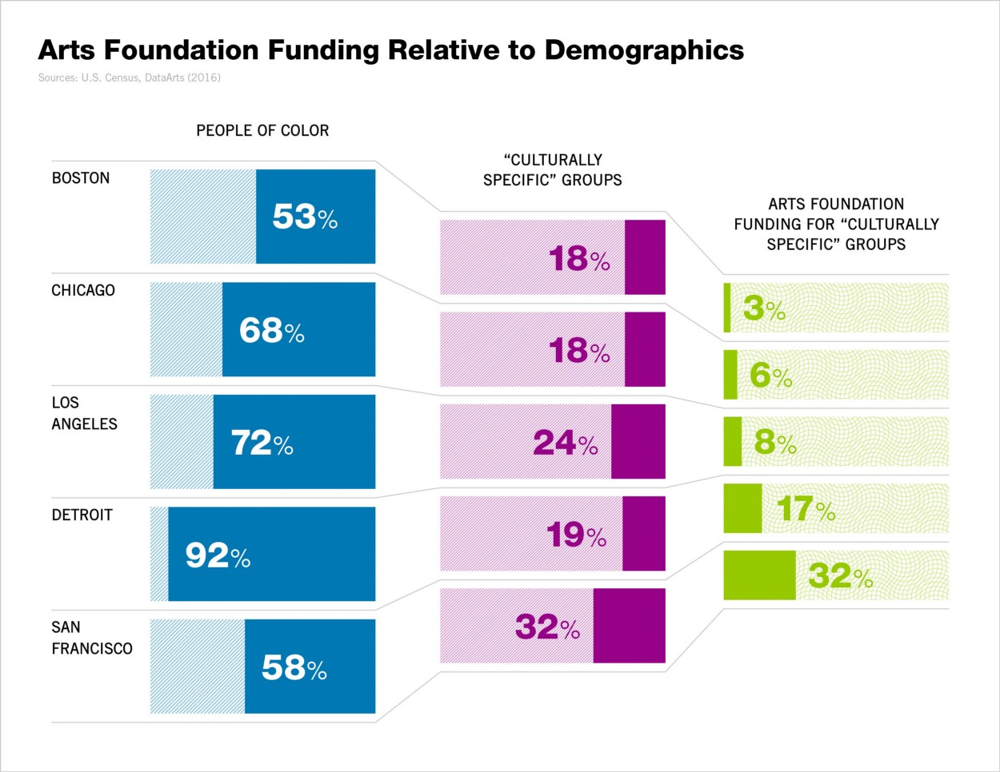 Arts Foundation Funding Relative to Demographics
Sources: U.S. Census, DataArts (2016)
PEOPLE OF COLOR
“CULTURALLY
SPECIFIC” GROUPS
ARTS FOUNDATION
FUNDING FOR “CULTURALLY
SPECIFIC” GROUPS
BOSTON
53%
18%
3%
CHICAGO
68%
18%
6%
LOS
ANGELES
72%
24%
8%
DETROIT
92%
19%
17%
SAN
FRANCISCO
58%
32%
32%